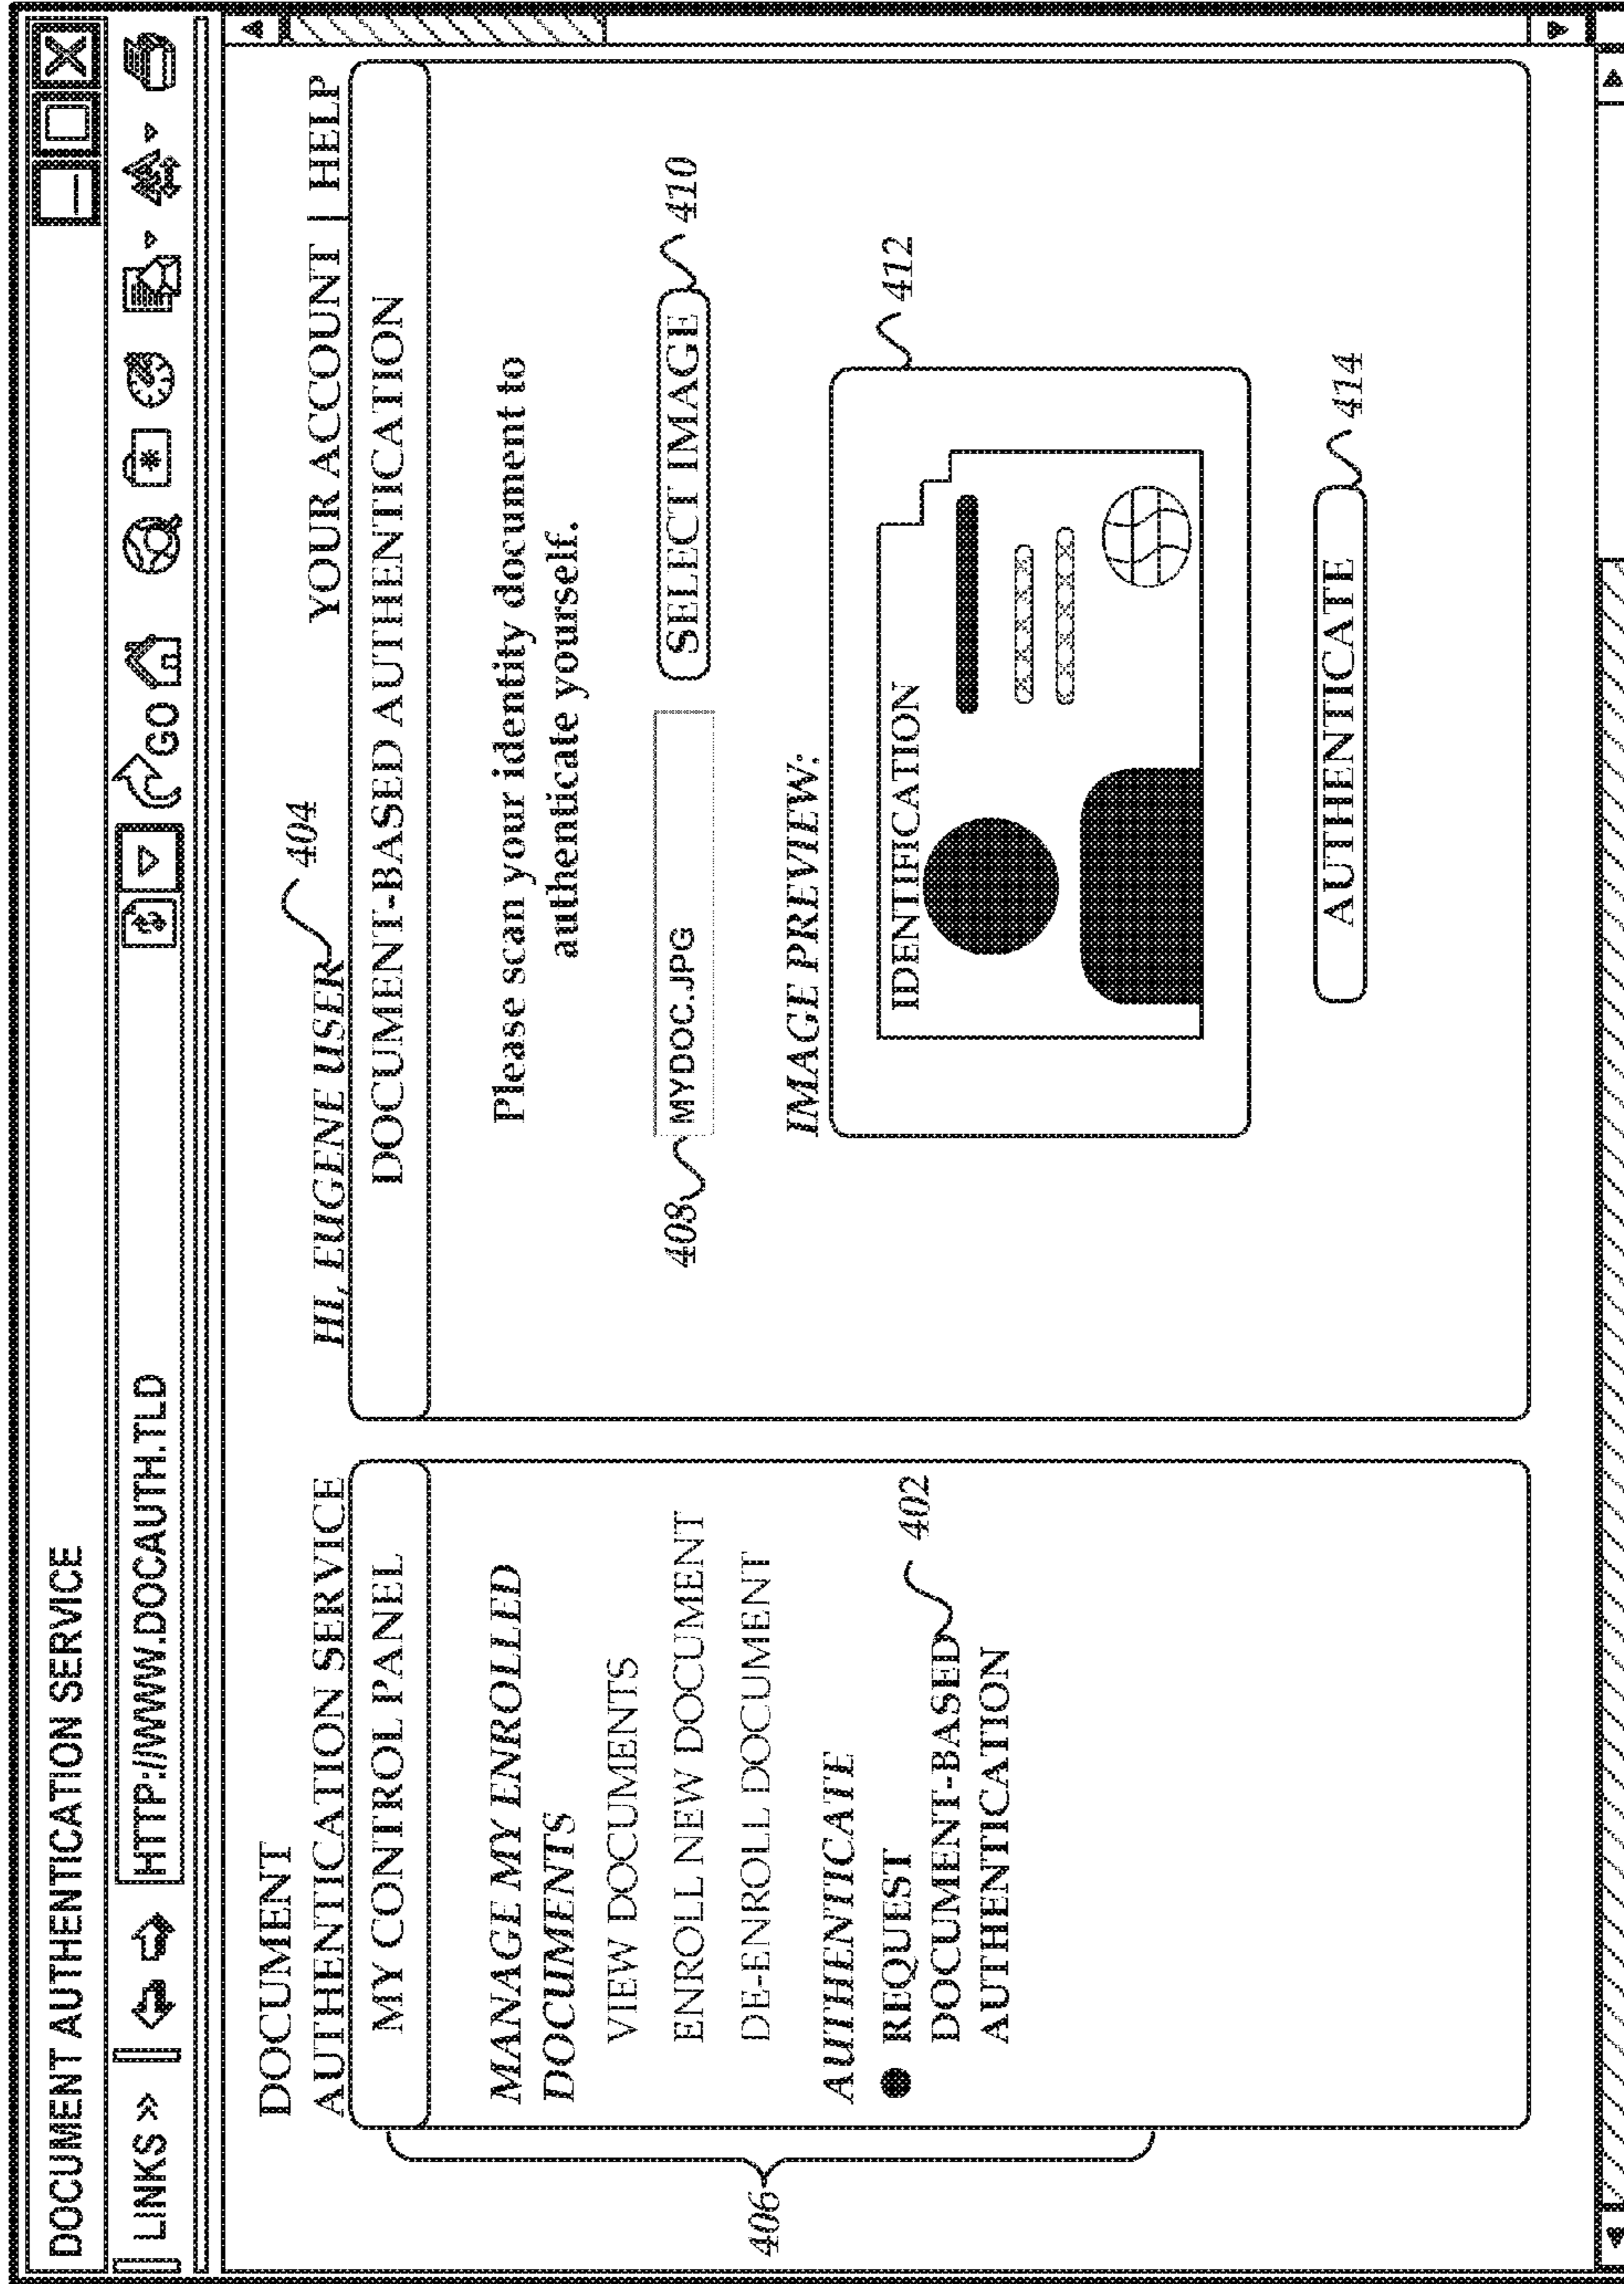 DOCUMENT AUTHENTICATION SERVICE
LINKS »
HTTP://WWW.DOCAUTH.TLD
GO
DOCUMENT
AUTHENTICATION SERVICE
HI, EUGENE USER
404
YOUR ACCOUNT | HELP
MY CONTROL PANEL
406
MANAGE MY ENROLLED
DOCUMENTS
VIEW DOCUMENTS
ENROLL NEW DOCUMENT
DE-ENROLL DOCUMENT
AUTHENTICATE
● REQUEST
DOCUMENT-BASED
AUTHENTICATION
402
DOCUMENT-BASED AUTHENTICATION
Please scan your identity document to
authenticate yourself.
408
MYDOC.JPG
SELECT IMAGE
410
IMAGE PREVIEW:
412
IDENTIFICATION
AUTHENTICATE
414